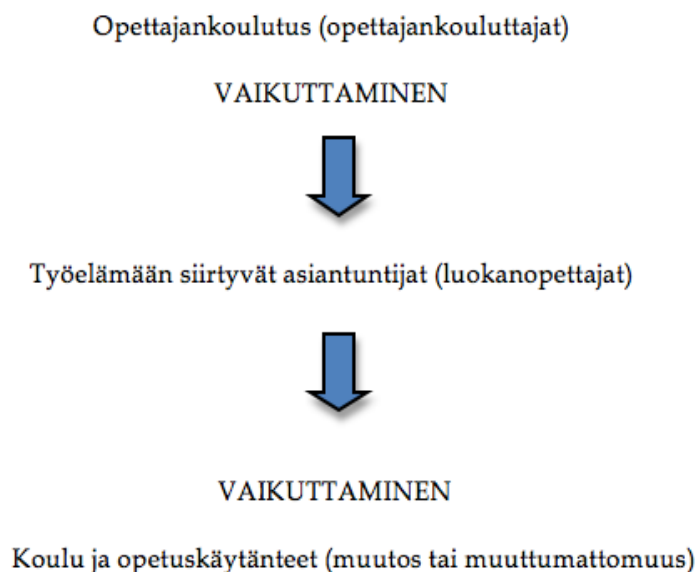 Opettajankoulutus (opettajankouluttajat)
VAIKUTTAMINEN
Työelämään siirtyvät asiantuntijat (luokanopettajat)
VAIKUTTAMINEN
Koulu ja opetuskäytänteet (muutos tai muuttumattomuus)